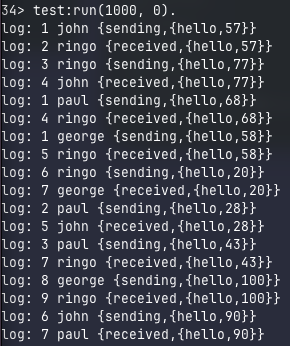 34> test:run(1000, 0).
log: 1 john {sending,{hello,57}}
log: 2 ringo {received,{hello,57}}
log: 3 ringo {sending,{hello,77}}
log: 4 john {received,{hello,77}}
log: 1 paul {sending,{hello,68}}
log: 4 ringo {received,{hello,68}}
log: 1 george {sending,{hello,58}}
log: 5 ringo {received,{hello,58}}
log: 6 ringo {sending,{hello,20}}
log: 7 george {received,{hello,20}}
log: 2 paul {sending,{hello,28}}
log: 5 john {received,{hello,28}}
log: 3 paul {sending,{hello,43}}
log: 7 ringo {received,{hello,43}}
log: 8 george {sending,{hello,100}}
log: 9 ringo {received,{hello,100}}
log: 6 john {sending,{hello,90}}
log: 7 paul {received,{hello,90}}